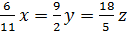 6/11 x = 9/2 y = 18/5 z